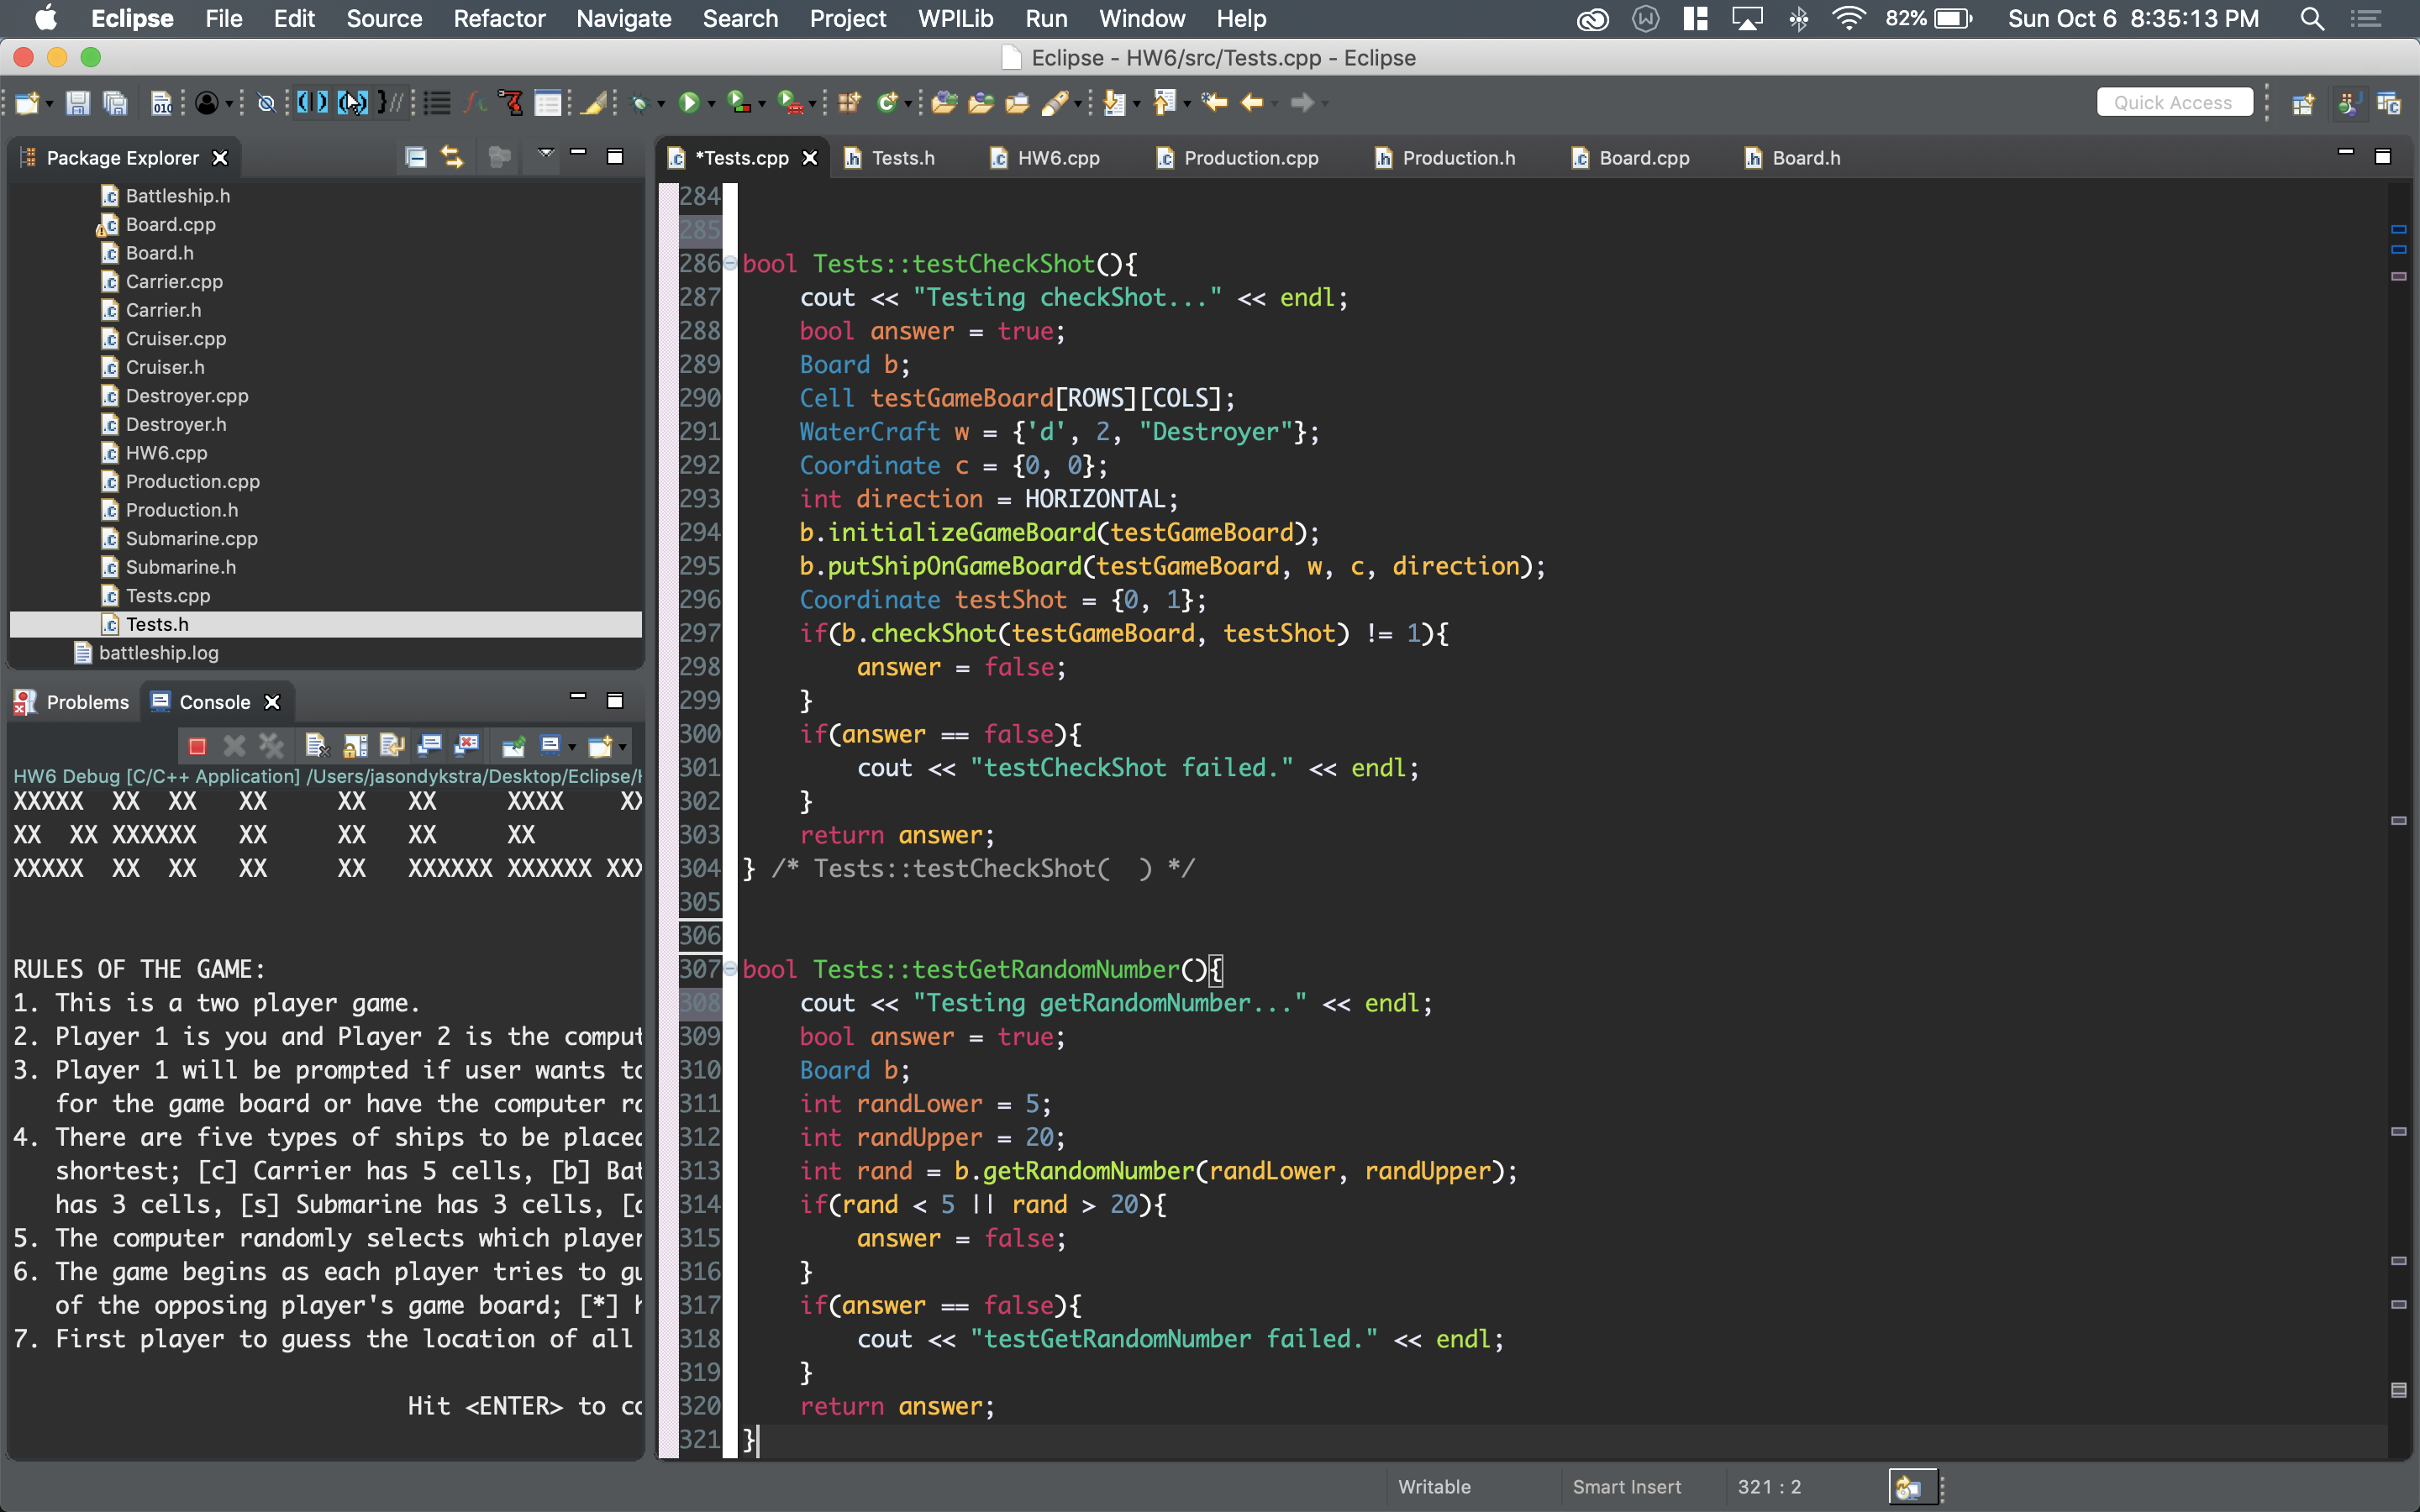 Eclipse File Edit Source Refactor Navigate Search Project WPILib Run Window Help 82% Sun Oct 6 8:35:13 PM
Eclipse - HW6/src/Tests.cpp - Eclipse
Quick Access
Package Explorer
Battleship.h
Board.cpp
Board.h
Carrier.cpp
Carrier.h
Cruiser.cpp
Cruiser.h
Destroyer.cpp
Destroyer.h
HW6.cpp
Production.cpp
Production.h
Submarine.cpp
Submarine.h
Tests.cpp
Tests.h
battleship.log
Problems Console
HW6 Debug [C/C++ Application] /Users/jasondykstra/Desktop/Eclipse/
XXXXX  XX  XX   XX     XX   XX     XXXX    XX
XX  XX XXXXXX   XX     XX   XX     XX
XXXXX  XX  XX   XX     XX   XXXXXX XXXXXX XXX
RULES OF THE GAME:
1. This is a two player game.
2. Player 1 is you and Player 2 is the comput
3. Player 1 will be prompted if user wants to
for the game board or have the computer ra
4. There are five types of ships to be placed
shortest; [c] Carrier has 5 cells, [b] Bat
has 3 cells, [s] Submarine has 3 cells, [d
5. The computer randomly selects which player
6. The game begins as each player tries to gu
of the opposing player's game board; [*] h
7. First player to guess the location of all
Hit <ENTER> to co
*Tests.cpp Tests.h HW6.cpp Production.cpp Production.h Board.cpp Board.h
284
285
286 bool Tests::testCheckShot(){
287     cout << "Testing checkShot..." << endl;
288     bool answer = true;
289     Board b;
290     Cell testGameBoard[ROWS][COLS];
291     WaterCraft w = {'d', 2, "Destroyer"};
292     Coordinate c = {0, 0};
293     int direction = HORIZONTAL;
294     b.initializeGameBoard(testGameBoard);
295     b.putShipOnGameBoard(testGameBoard, w, c, direction);
296     Coordinate testShot = {0, 1};
297     if(b.checkShot(testGameBoard, testShot) != 1){
298         answer = false;
299     }
300     if(answer == false){
301         cout << "testCheckShot failed." << endl;
302     }
303     return answer;
304 } /* Tests::testCheckShot(  ) */
305
306
307 bool Tests::testGetRandomNumber(){
308     cout << "Testing getRandomNumber..." << endl;
309     bool answer = true;
310     Board b;
311     int randLower = 5;
312     int randUpper = 20;
313     int rand = b.getRandomNumber(randLower, randUpper);
314     if(rand < 5 || rand > 20){
315         answer = false;
316     }
317     if(answer == false){
318         cout << "testGetRandomNumber failed." << endl;
319     }
320     return answer;
321 }
Writable Smart Insert 321 : 2